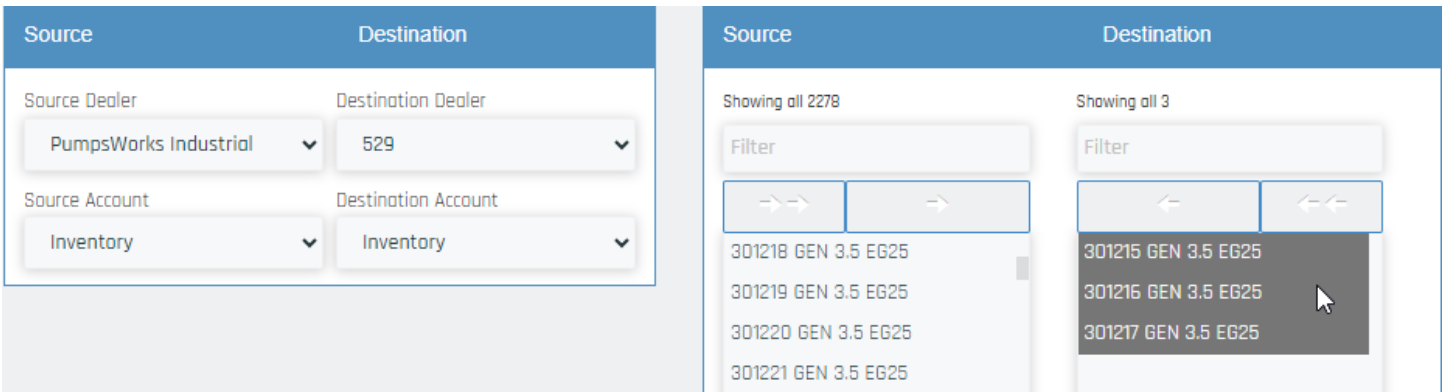 Source Destination
Source Dealer Destination Dealer
PumpsWorks Industrial 529
Source Account Destination Account
Inventory Inventory
Source Destination
Showing all 2278 Showing all 3
Filter Filter
301218 GEN 3.5 EG25 301215 GEN 3.5 EG25
301219 GEN 3.5 EG25 301216 GEN 3.5 EG25
301220 GEN 3.5 EG25 301217 GEN 3.5 EG25
301221 GEN 3.5 EG25